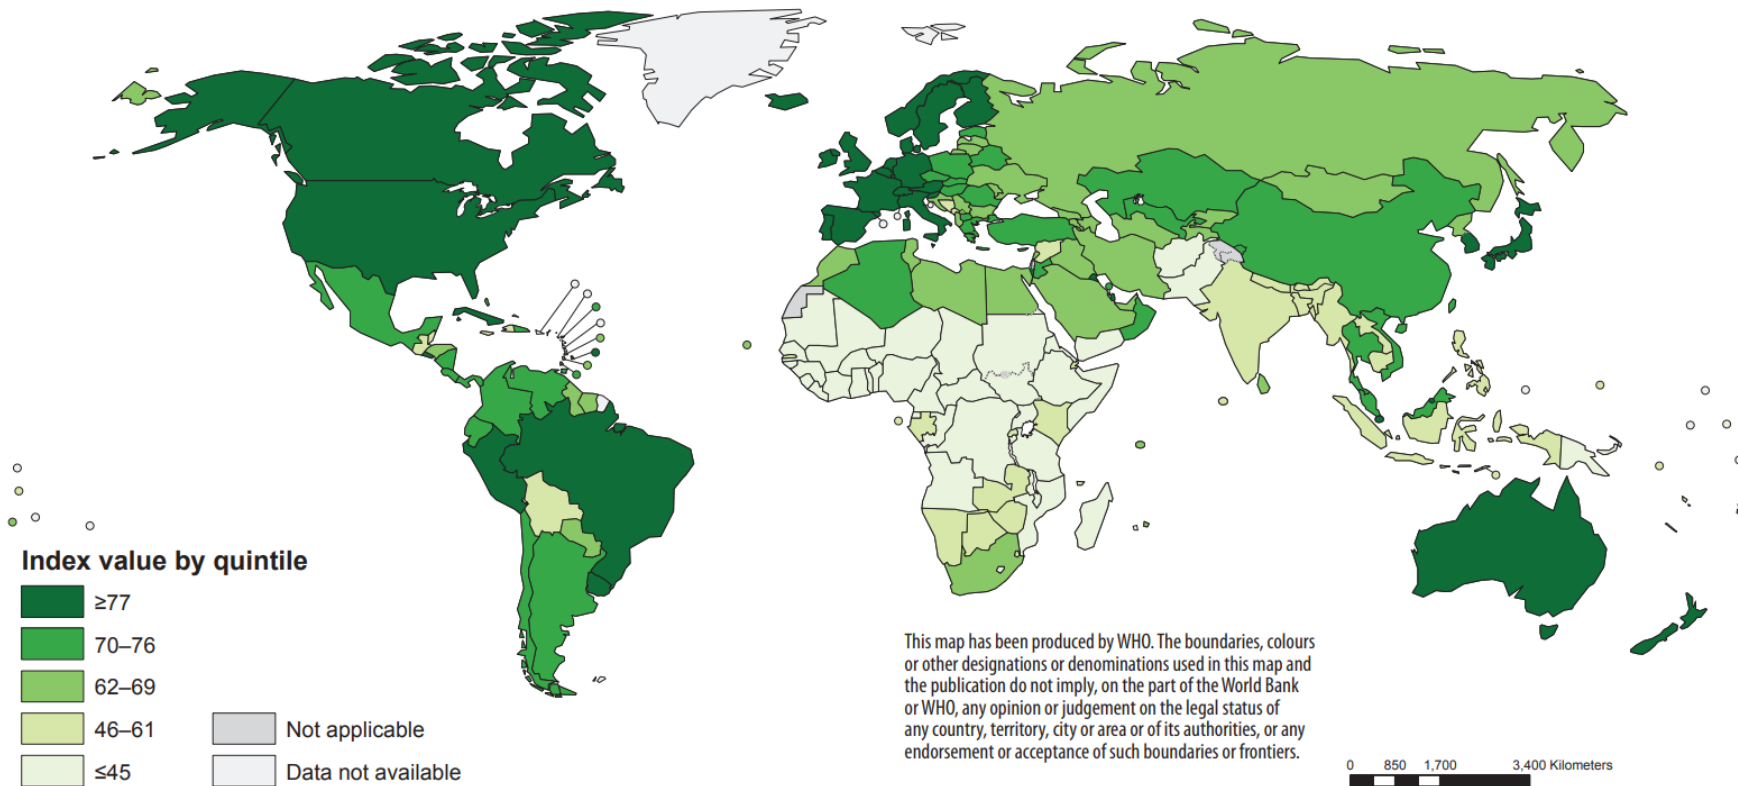 Index value by quintile
≥77
70–76
62–69
46–61
≤45
Not applicable
Data not available
This map has been produced by WHO. The boundaries, colours
or other designations or denominations used in this map and
the publication do not imply, on the part of the World Bank
or WHO, any opinion or judgement on the legal status of
any country, territory, city or area or of its authorities, or any
endorsement or acceptance of such boundaries or frontiers.
0 850 1,700 3,400 Kilometers